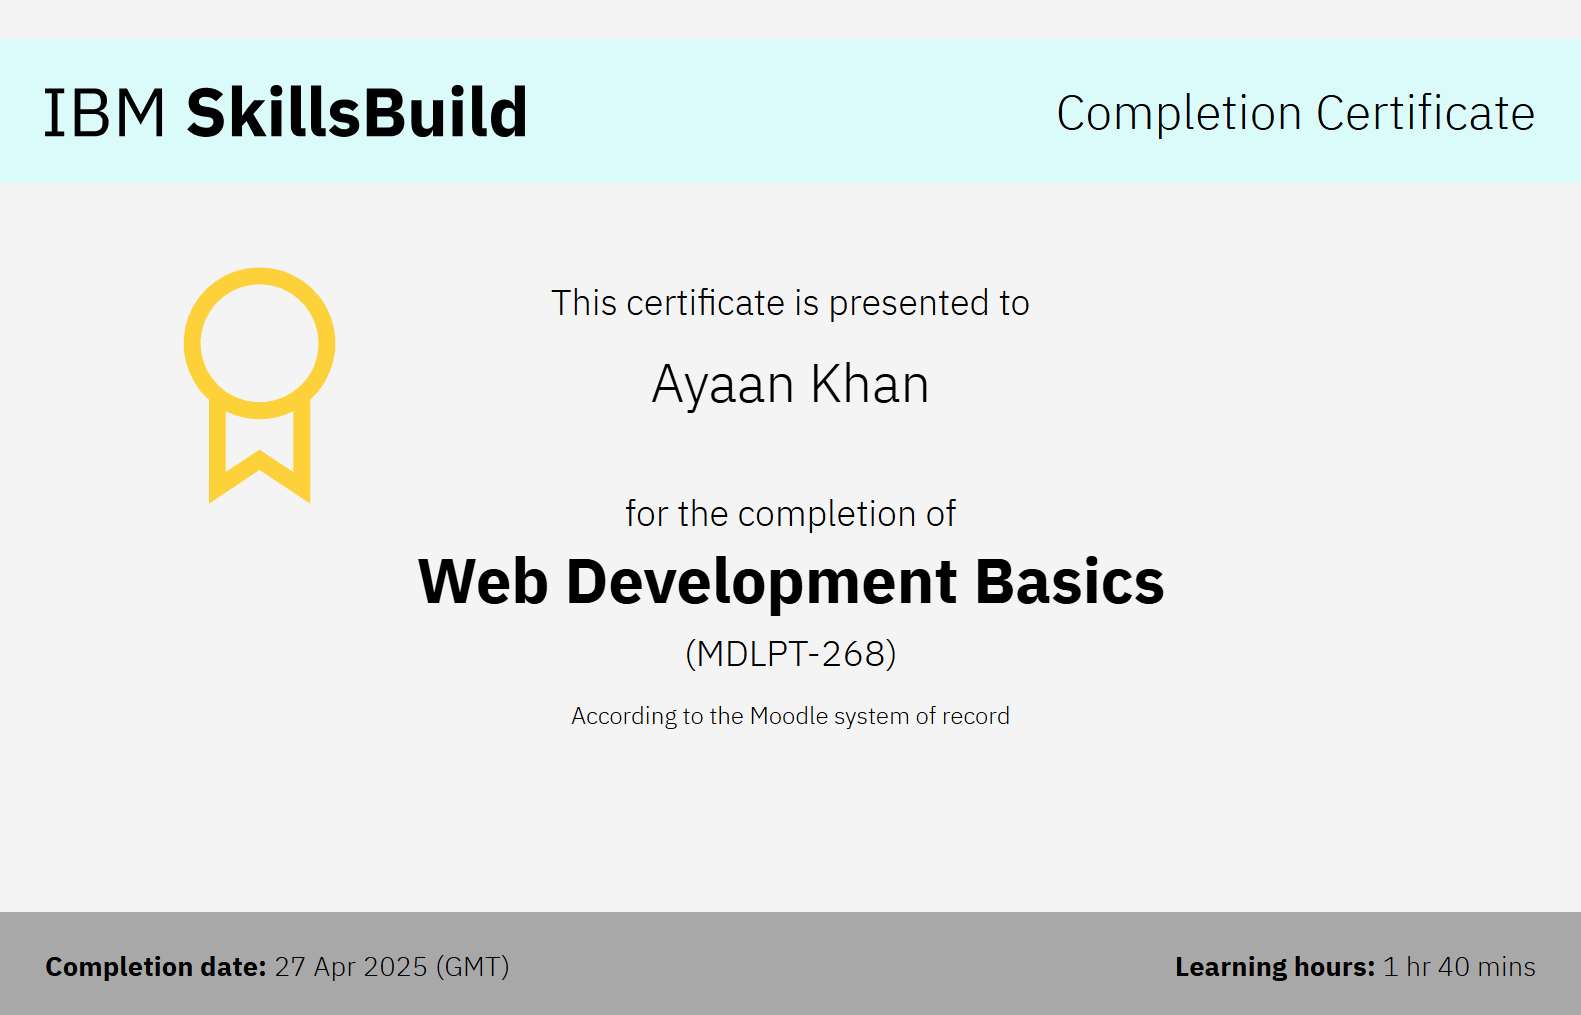 IBM SkillsBuild
Completion Certificate
This certificate is presented to
Ayaan Khan
for the completion of
Web Development Basics
(MDLPT-268)
According to the Moodle system of record
Completion date: 27 Apr 2025 (GMT)
Learning hours: 1 hr 40 mins